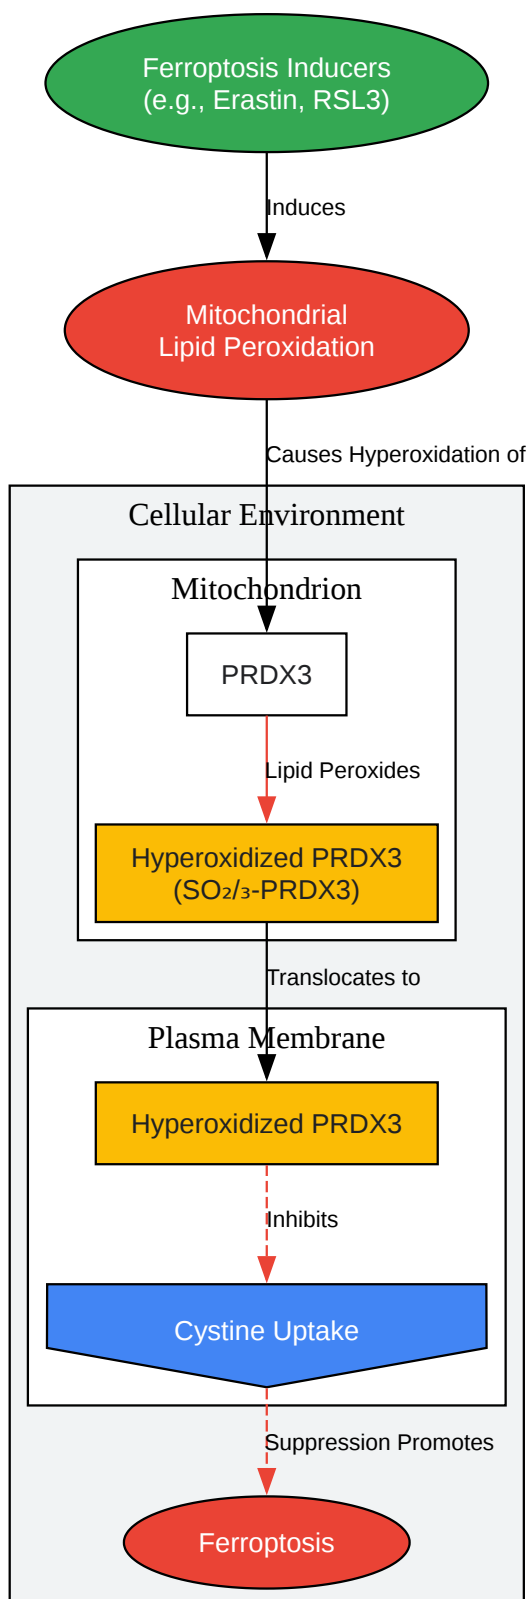 Ferroptosis Inducers
(e.g., Erastin, RSL3)
Induces
Mitochondrial
Lipid Peroxidation
Causes Hyperoxidation of
Cellular Environment
Mitochondrion
PRDX3
Lipid Peroxides
Hyperoxidized PRDX3
(SO₂/₃-PRDX3)
Translocates to
Plasma Membrane
Hyperoxidized PRDX3
Inhibits
Cystine Uptake
Suppression Promotes
Ferroptosis